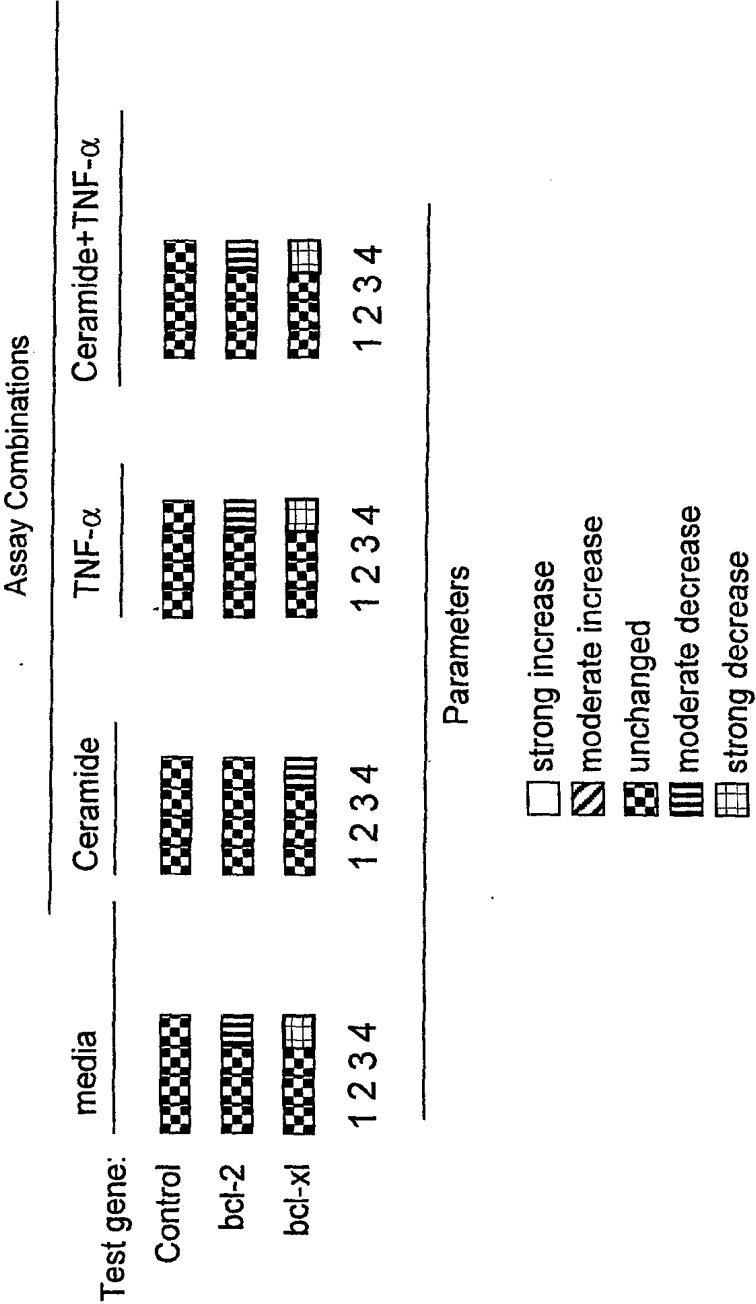 Assay Combinations
media Ceramide TNF-α Ceramide+TNF-α
Test gene:
Control
bcl-2
bcl-xl
1 2 3 4 1 2 3 4 1 2 3 4 1 2 3 4
Parameters
strong increase
moderate increase
unchanged
moderate decrease
strong decrease